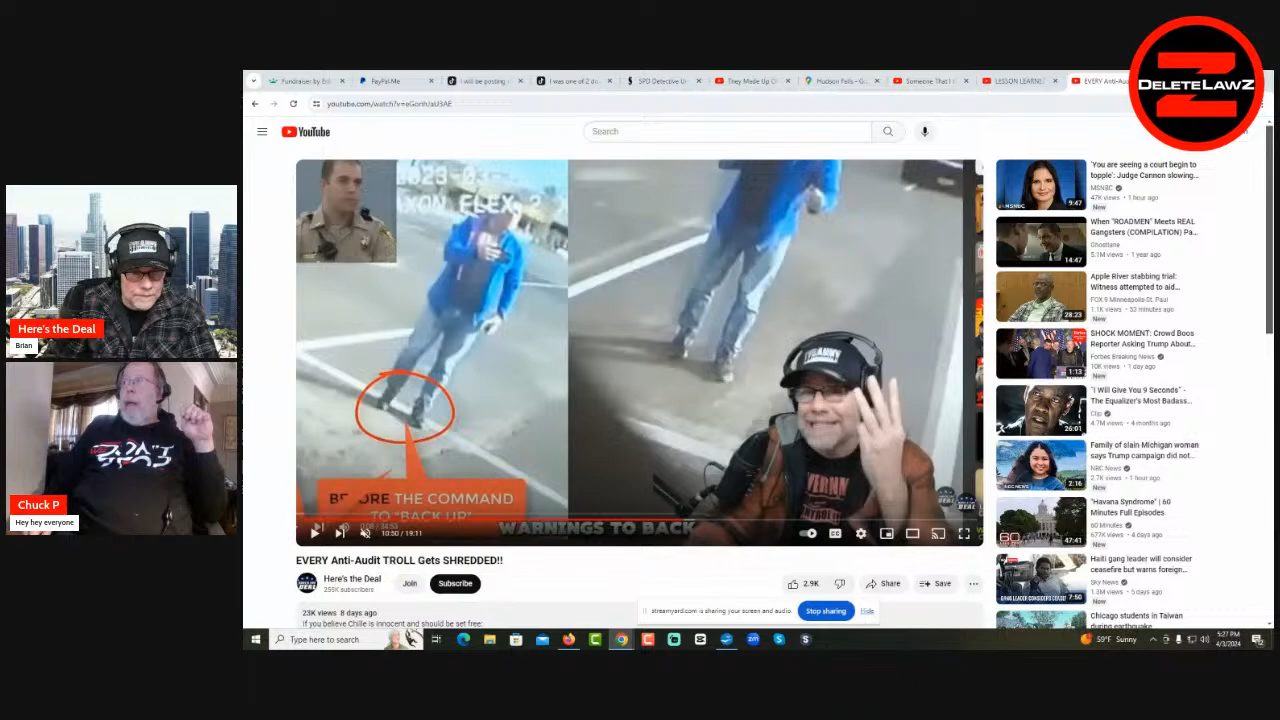 DELETELAWZ
Fundraiser by Eri
PayPal.Me
I will be posting v
I was one of Z do
SPD Detective U
They Made Up O
Hudson Falls - G
Someone That I
LESSON LEARNE
EVERY Anti-Au
YouTube
Search
ON FLEX 2
BEFORE THE COMMAND
TO "BACK UP"
WARNINGS TO BACK
10:50 / 19:11
EVERY Anti-Audit TROLL Gets SHREDDED!!
Here's the Deal
255K subscribers
Join
Subscribe
2.9K
Share
Save
23K views 8 days ago
If you believe Chille is innocent and should be set free:
streamyard.com is sharing your screen and audio
Stop sharing
Hide
'You are seeing a court begin to
topple': Judge Cannon slowing...
MSNBC
47K views • 1 hour ago
New
9:47
When "ROADMEN" Meets REAL
Gangsters (COMPILATION) Pa...
Ghostlane
5.1M views • 1 year ago
14:47
Apple River stabbing trial:
Witness attempted to aid...
FOX 9 Minneapolis-St. Paul
1.1K views • 53 minutes ago
New
28:23
SHOCK MOMENT: Crowd Boos
Reporter Asking Trump About...
Forbes Breaking News
10K views • 1 day ago
New
1:13
"I Will Give You 9 Seconds" -
The Equalizer's Most Badass...
Clip
4.7M views • 4 months ago
26:01
Family of slain Michigan woman
says Trump campaign did not...
NBC News
2.7K views • 1 hour ago
New
2:16
"Havana Syndrome" | 60
Minutes Full Episodes
60 Minutes
677K views • 4 days ago
New
47:41
Haiti gang leader will consider
ceasefire but warns foreign...
Sky News
1.3M views • 5 days ago
New
7:50
Chicago students in Taiwan
during earthquake
Here's the Deal
Brian
Chuck P
Hey hey everyone
Type here to search
59°F Sunny
5:27 PM
4/3/2024